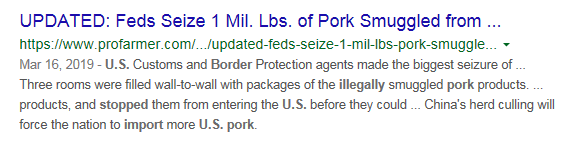 UPDATED: Feds Seize 1 Mil. Lbs. of Pork Smuggled from ...
https://www.profarmer.com/.../updated-feds-seize-1-mil-lbs-pork-smuggle...
Mar 16, 2019 - U.S. Customs and Border Protection agents made the biggest seizure of ...
Three rooms were filled wall-to-wall with packages of the illegally smuggled pork products. ...
products, and stopped them from entering the U.S. before they could ... China's herd culling will
force the nation to import more U.S. pork.